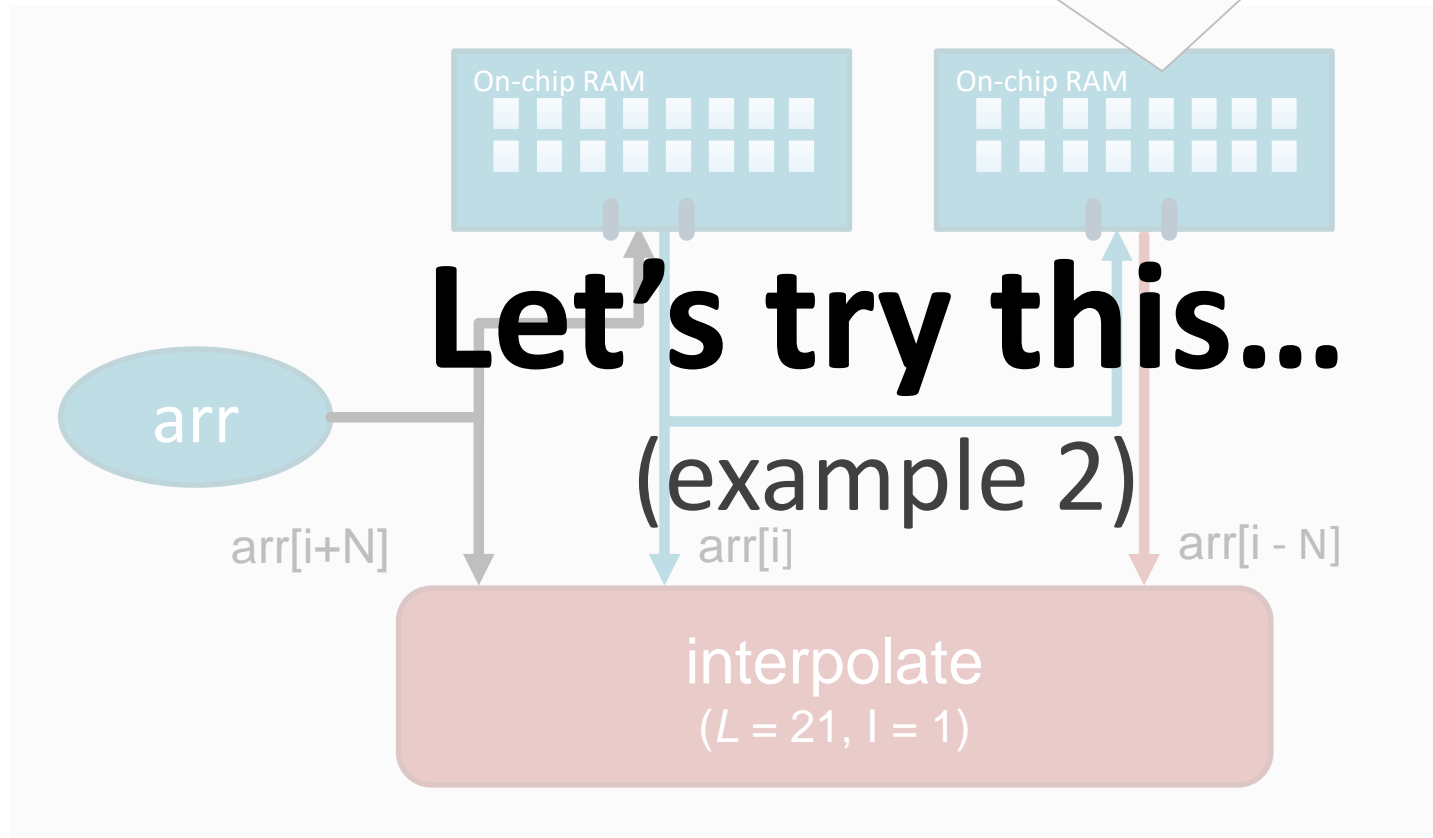 On-chip RAM
On-chip RAM
Let’s try this…
arr
(example 2)
arr[i+N]
arr[i]
arr[i - N]
interpolate
(L = 21, I = 1)